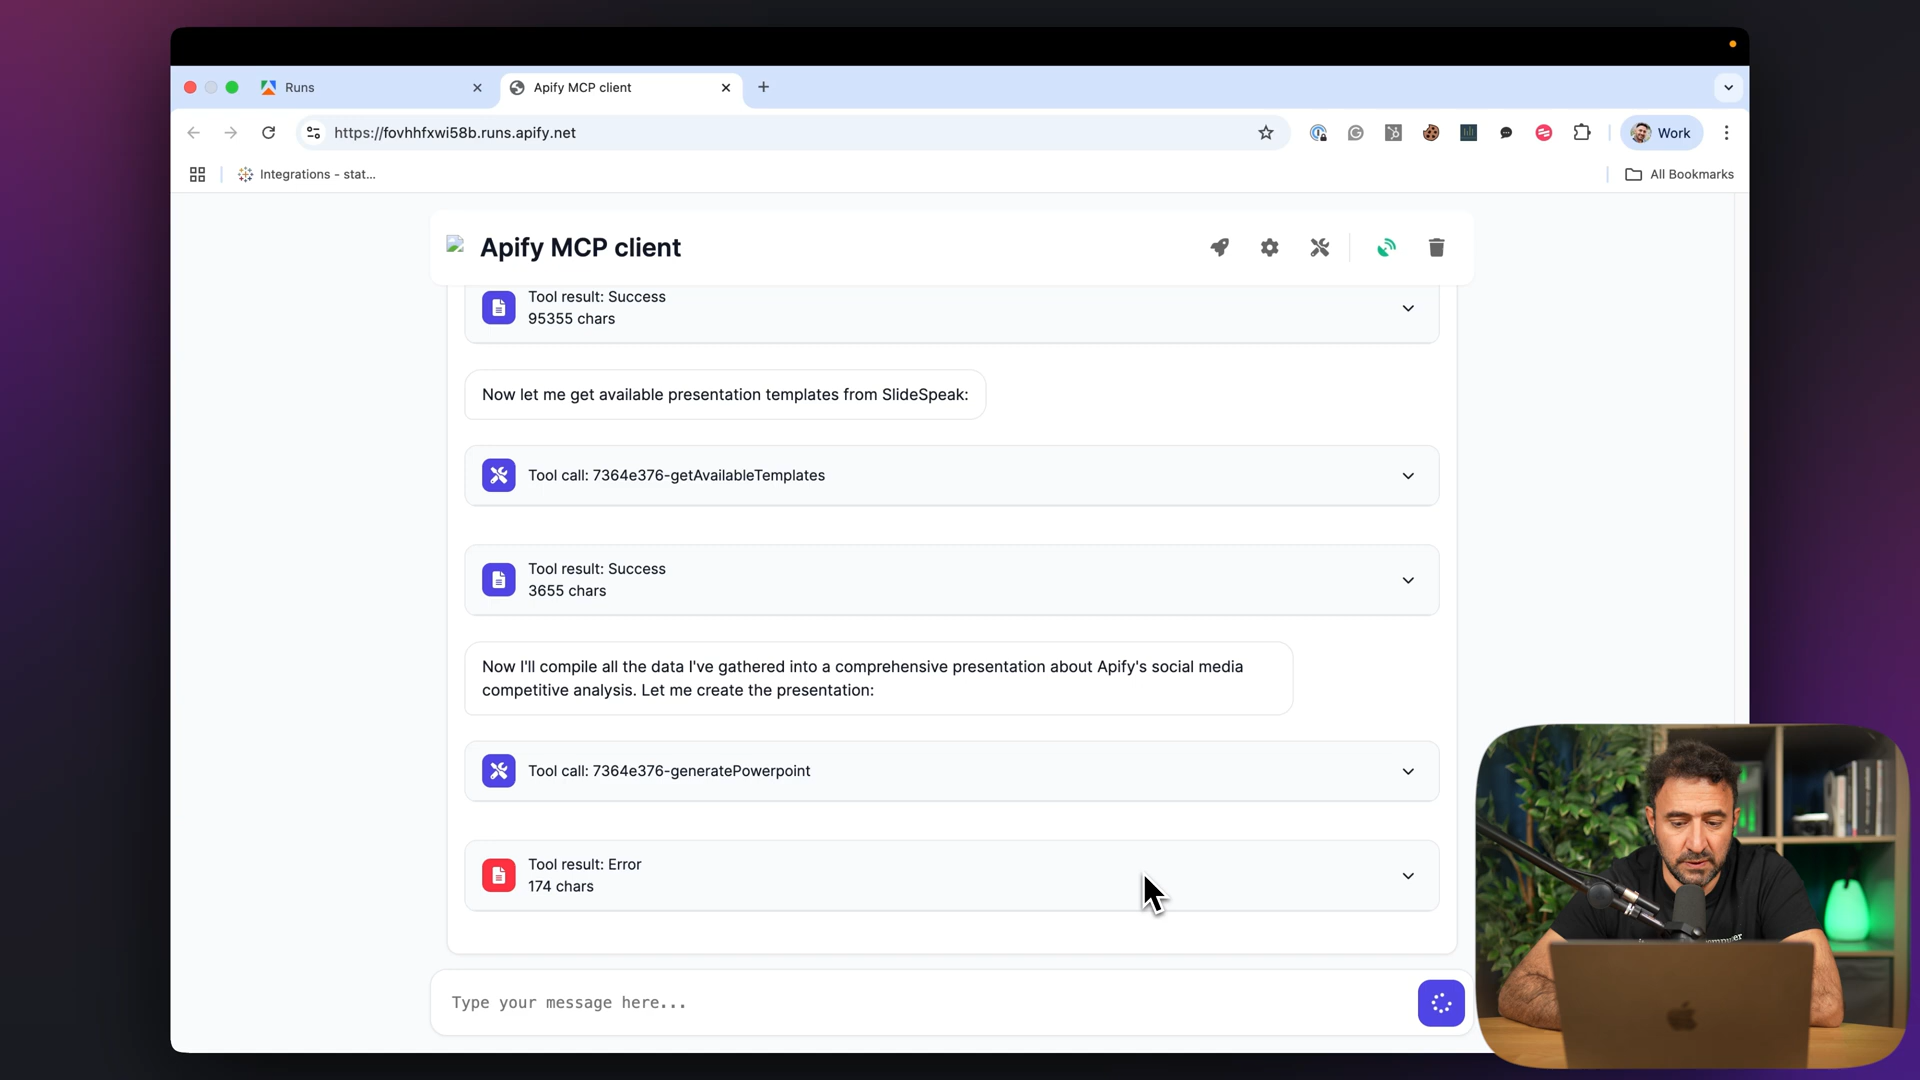 Runs
Apify MCP client
https://fovhhfxwi58b.runs.apify.net
Work
Integrations - stat...
All Bookmarks
Apify MCP client
Tool result: Success
95355 chars
Now let me get available presentation templates from SlideSpeak:
Tool call: 7364e376-getAvailableTemplates
Tool result: Success
3655 chars
Now I'll compile all the data I've gathered into a comprehensive presentation about Apify's social media
competitive analysis. Let me create the presentation:
Tool call: 7364e376-generatePowerpoint
Tool result: Error
174 chars
Type your message here...